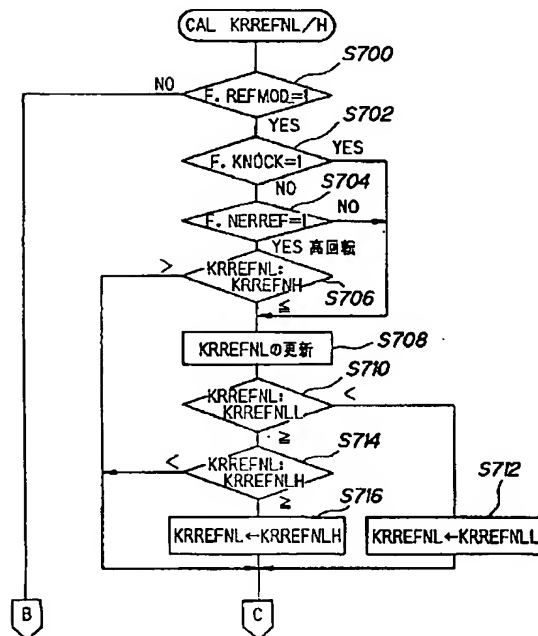 CAL KRREFNL/H
S700
NO
F. REFMOD=1
YES
S702
F. KNOCK=1
YES
NO
S704
F. NERREF=1
NO
YES 高回転
>
KRREFNL:
KRREFNH
S706
≦
KRREFNLの更新
S708
S710
KRREFNL:
KRREFNLL
<
≧
S714
<
KRREFNL:
KRREFNLH
≧
S716
S712
KRREFNL←KRREFNLH
KRREFNL←KRREFNLL
B
C